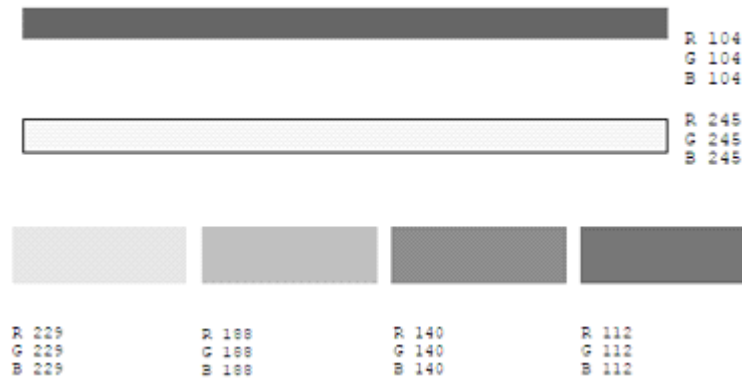 R 104
G 104
B 104
R 245
G 245
B 245
R 229
G 229
B 229
R 188
G 188
B 188
R 140
G 140
B 140
R 112
G 112
B 112